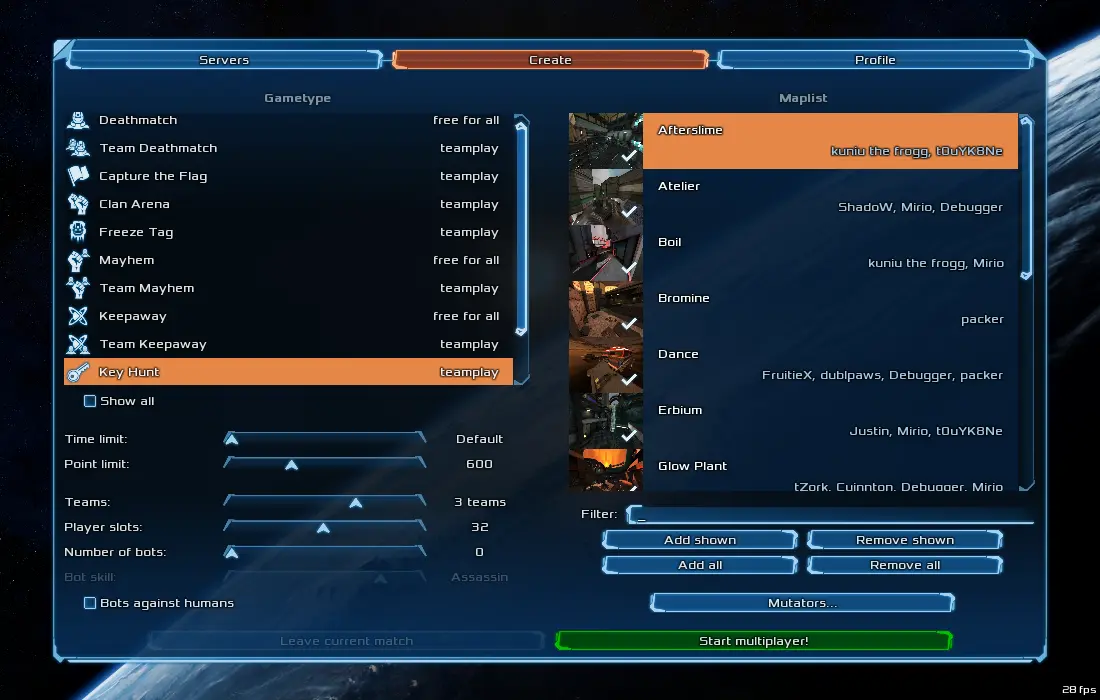 Servers Create Profile
Gametype
Deathmatch free for all
Team Deathmatch teamplay
Capture the Flag teamplay
Clan Arena teamplay
Freeze Tag teamplay
Mayhem free for all
Team Mayhem teamplay
Keepaway free for all
Team Keepaway teamplay
Key Hunt teamplay
Show all
Time limit: Default
Point limit: 600
Teams: 3 teams
Player slots: 32
Number of bots: 0
Bot skill: Assassin
Bots against humans
Leave current match
Maplist
Afterslime
kuniu the frogg, t0uYK8Ne
Atelier
ShadoW, Mirio, Debugger
Boil
kuniu the frogg, Mirio
Bromine
packer
Dance
FruitieX, dublpaws, Debugger, packer
Erbium
Justin, Mirio, t0uYK8Ne
Glow Plant
tZork, Cuinnton, Debugger, Mirio
Filter: _
Add shown Remove shown
Add all Remove all
Mutators...
Start multiplayer!
28 fps